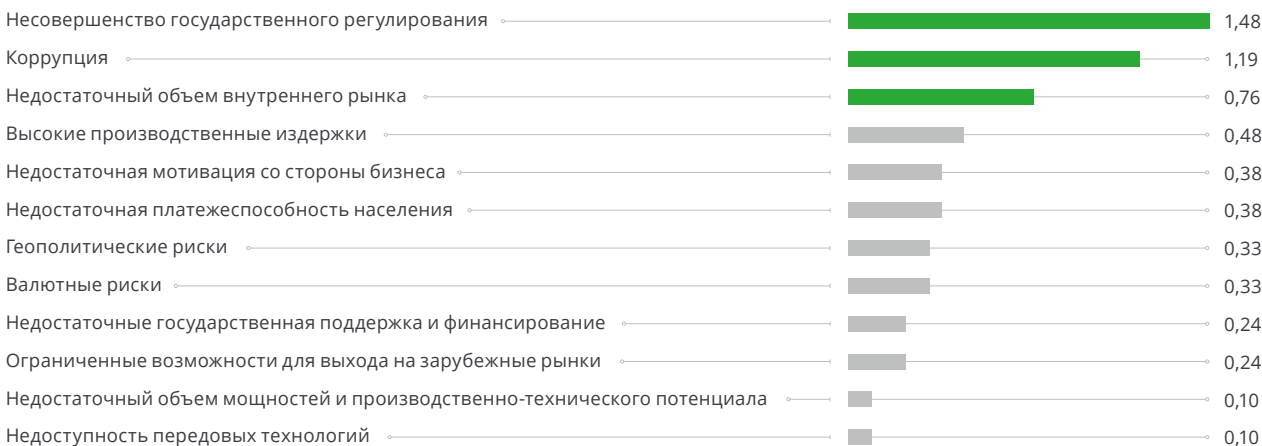 Несовершенство государственного регулирования 1,48
Коррупция 1,19
Недостаточный объем внутреннего рынка 0,76
Высокие производственные издержки 0,48
Недостаточная мотивация со стороны бизнеса 0,38
Недостаточная платежеспособность населения 0,38
Геополитические риски 0,33
Валютные риски 0,33
Недостаточные государственная поддержка и финансирование 0,24
Ограниченные возможности для выхода на зарубежные рынки 0,24
Недостаточный объем мощностей и производственно-технического потенциала 0,10
Недоступность передовых технологий 0,10